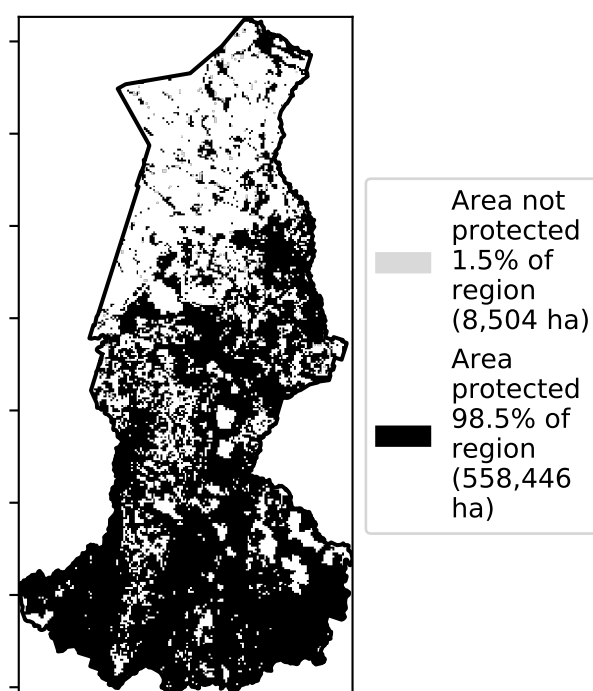 Area not
protected
1.5% of
region
(8,504 ha)
Area
protected
98.5% of
region
(558,446
ha)